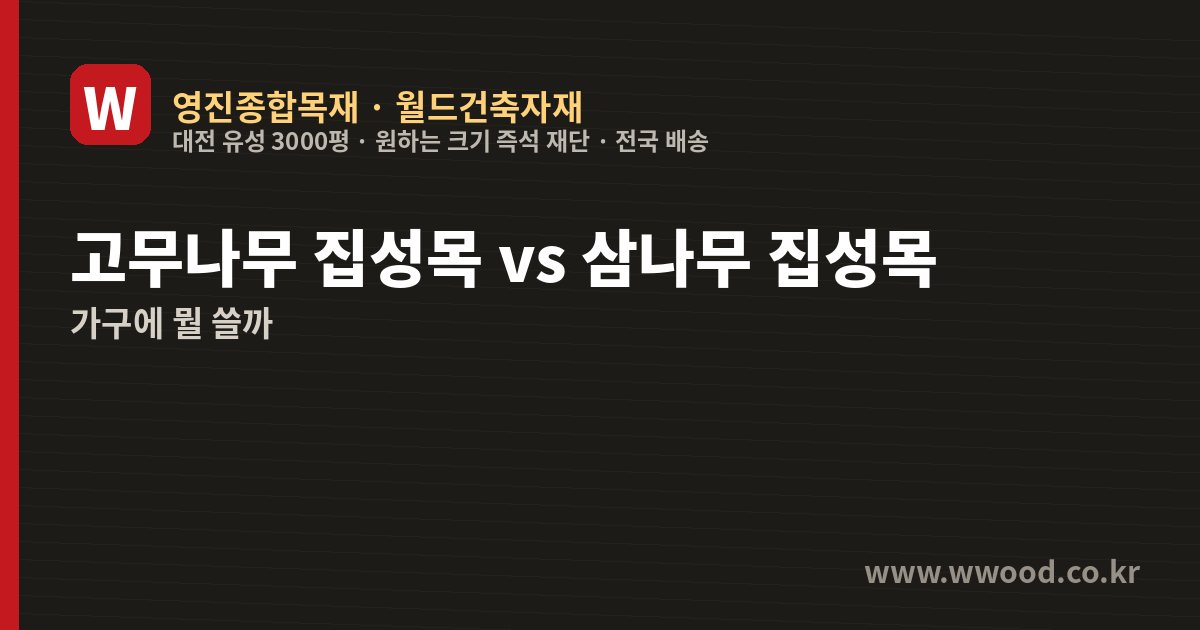 W
영진종합목재 · 월드건축자재
대전 유성 3000평 · 원하는 크기 즉석 재단 · 전국 배송
고무나무 집성목 vs 삼나무 집성목
가구에 뭘 쓸까
www.wwood.co.kr